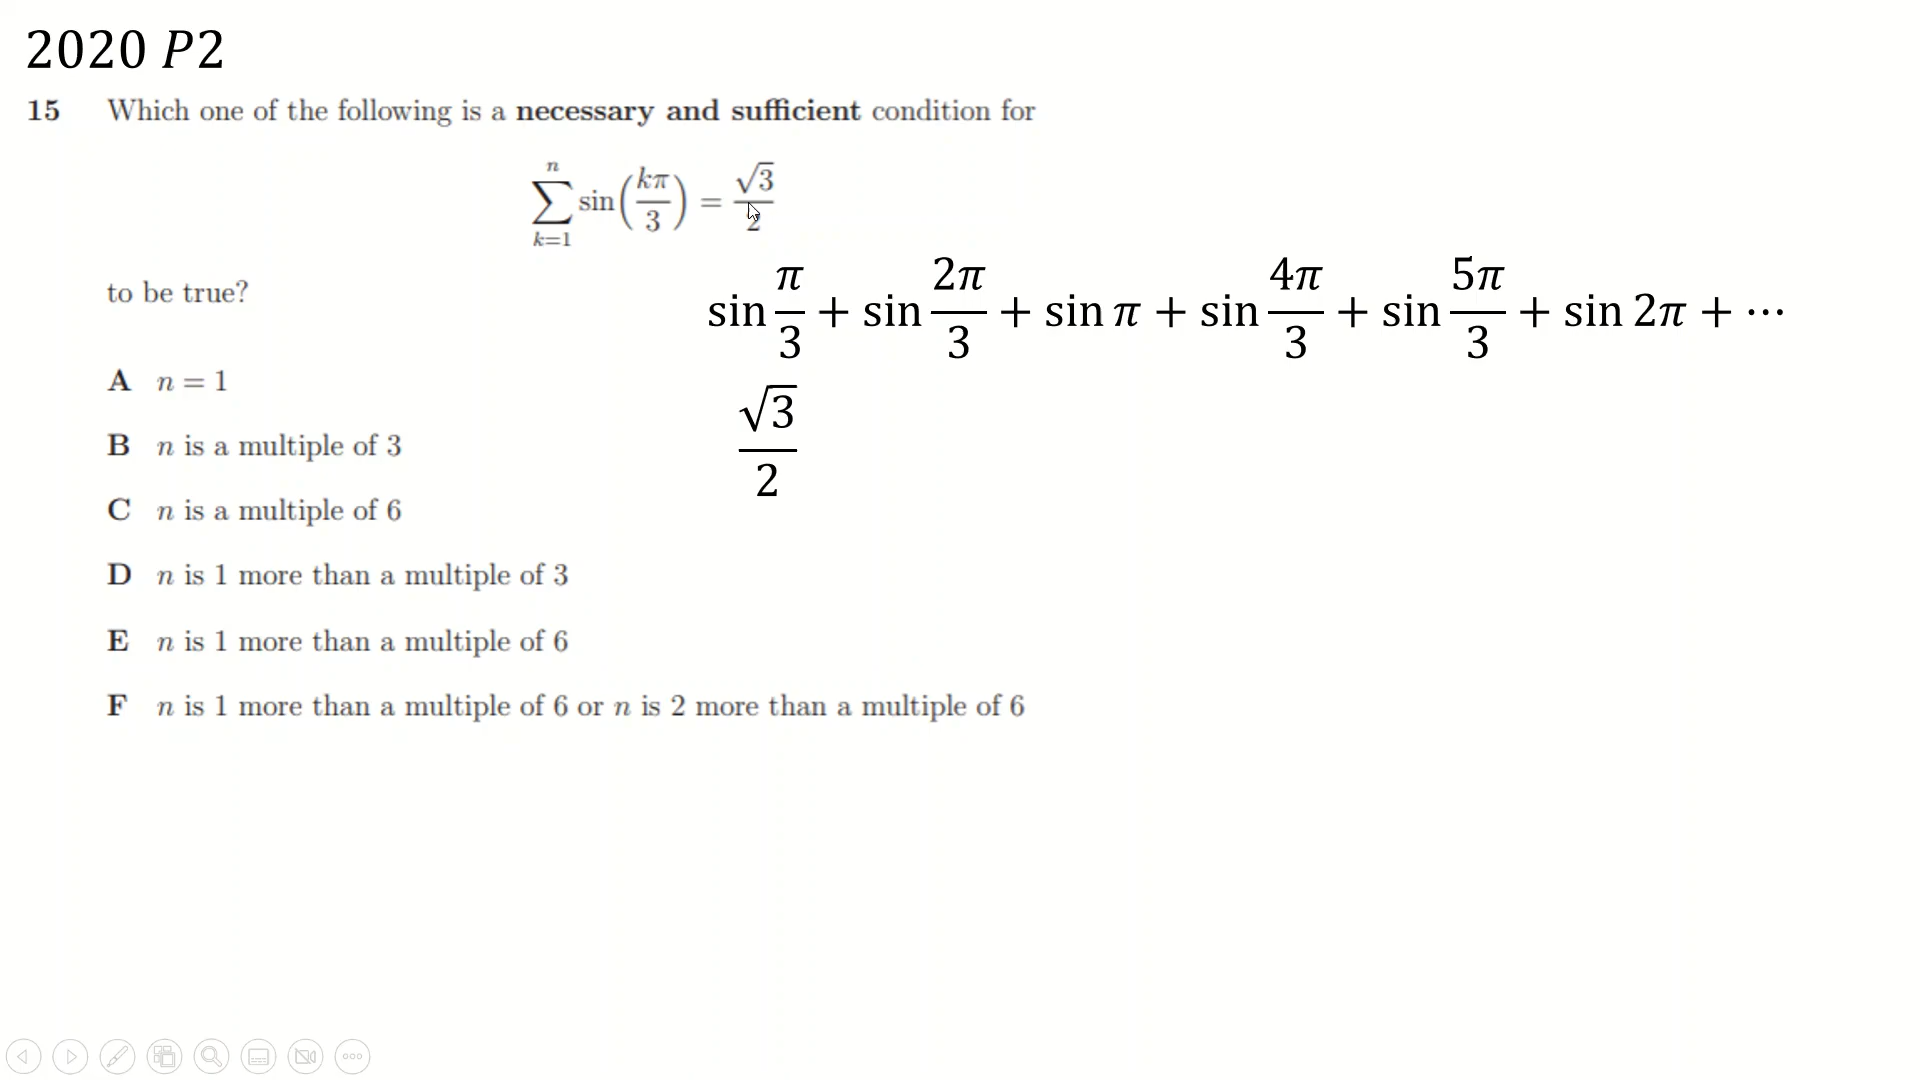 2020 P2
15 Which one of the following is a necessary and sufficient condition for
∑_{k=1}^{n} sin(kπ/3) = √3/2
to be true?
sin π/3 + sin 2π/3 + sin π + sin 4π/3 + sin 5π/3 + sin 2π + ⋯
√3/2
A n = 1
B n is a multiple of 3
C n is a multiple of 6
D n is 1 more than a multiple of 3
E n is 1 more than a multiple of 6
F n is 1 more than a multiple of 6 or n is 2 more than a multiple of 6